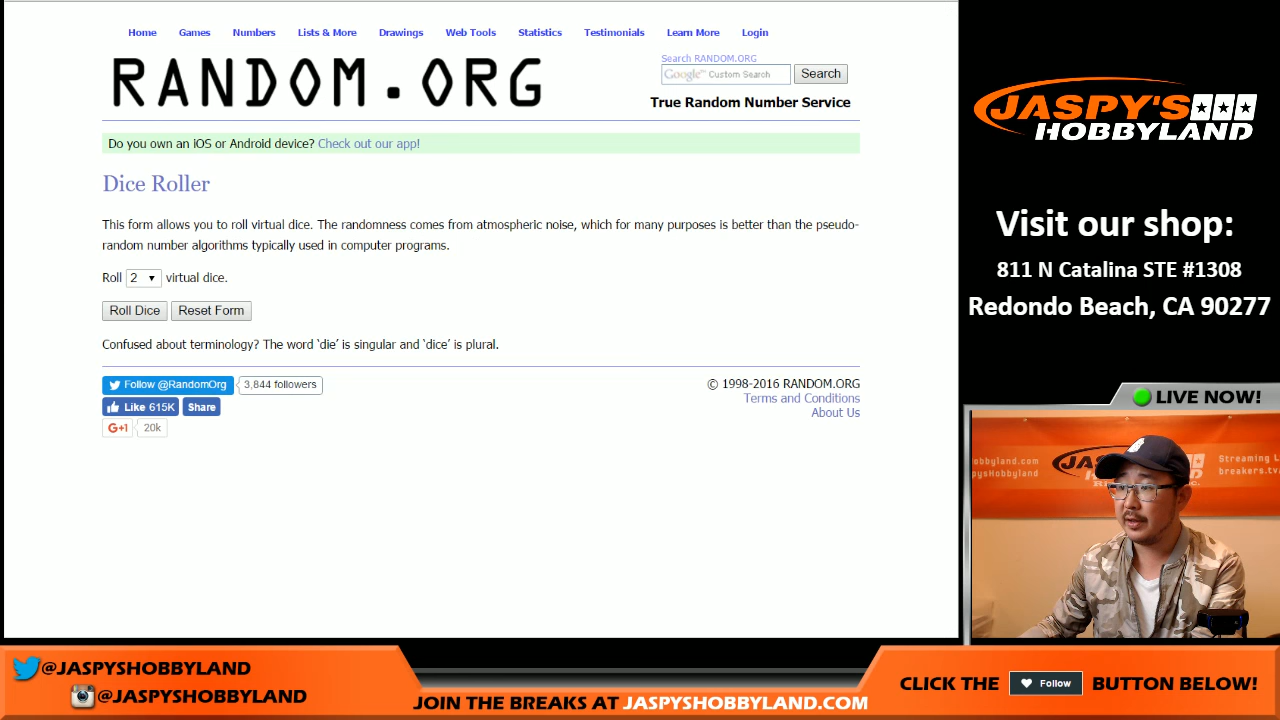 Home Games Numbers Lists & More Drawings Web Tools Statistics Testimonials Learn More Login
RANDOM.ORG
Search RANDOM.ORG
Google™ Custom Search Search
True Random Number Service
Do you own an iOS or Android device? Check out our app!
Dice Roller
This form allows you to roll virtual dice. The randomness comes from atmospheric noise, which for many purposes is better than the pseudo-
random number algorithms typically used in computer programs.
Roll 2 virtual dice.
Roll Dice Reset Form
Confused about terminology? The word ‘die’ is singular and ‘dice’ is plural.
Follow @RandomOrg 3,844 followers
Like 615K Share
G+1 20k
© 1998-2016 RANDOM.ORG
Terms and Conditions
About Us
JASPY'S
HOBBYLAND
Visit our shop:
811 N Catalina STE #1308
Redondo Beach, CA 90277
LIVE NOW!
Streaming L
breakers.tv
@JASPYSHOBBYLAND
@JASPYSHOBBYLAND
JOIN THE BREAKS AT JASPYSHOBBYLAND.COM
CLICK THE Follow BUTTON BELOW!